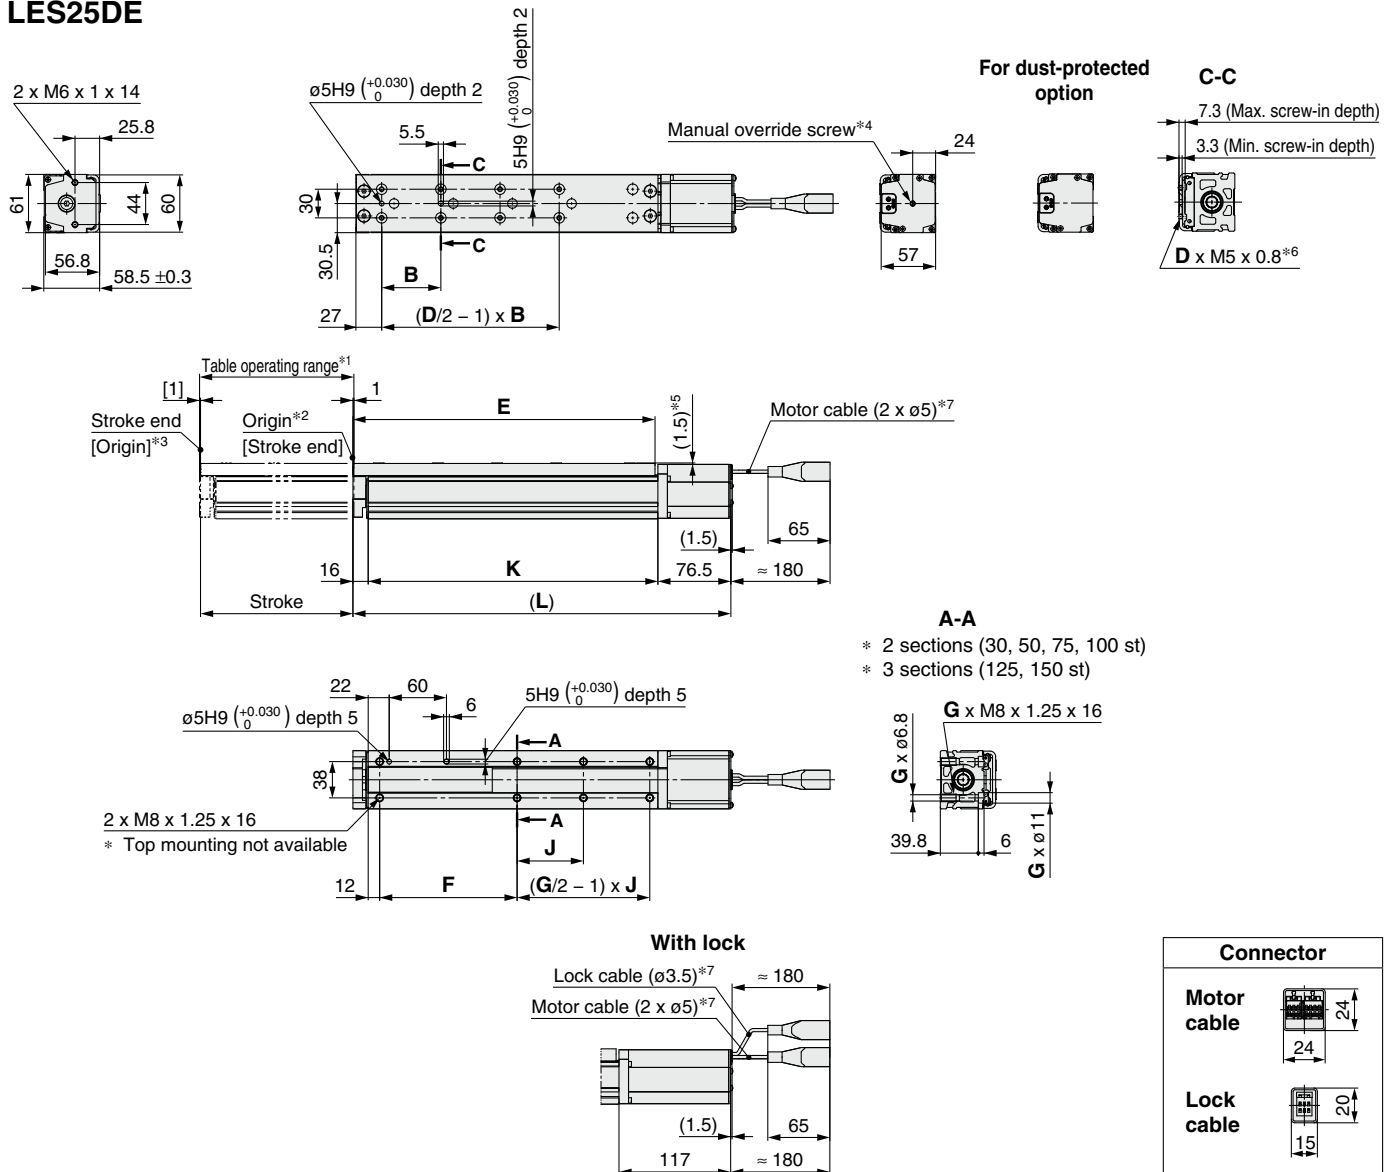 LES25DE
2 x M6 x 1 x 14
25.8
61
44
60
56.8
58.5 ±0.3
ø5H9 (+0.030 0) depth 2
5.5
5H9 (+0.030 0) depth 2
C
C
30
30.5
B
27
(D/2 – 1) x B
Manual override screw*4
24
57
For dust-protected
option
C-C
7.3 (Max. screw-in depth)
3.3 (Min. screw-in depth)
D x M5 x 0.8*6
Table operating range*1
[1]
1
Stroke end
[Origin]*3
Origin*2
[Stroke end]
E
(1.5)*5
Motor cable (2 x ø5)*7
(1.5)
65
16
K
76.5
≈ 180
Stroke
(L)
A-A
* 2 sections (30, 50, 75, 100 st)
* 3 sections (125, 150 st)
22
60
6
5H9 (+0.030 0) depth 5
ø5H9 (+0.030 0) depth 5
A
A
38
2 x M8 x 1.25 x 16
* Top mounting not available
J
12
F
(G/2 – 1) x J
G x M8 x 1.25 x 16
G x ø6.8
39.8
6
G x ø11
With lock
Lock cable (ø3.5)*7
≈ 180
Motor cable (2 x ø5)*7
(1.5)
65
117
≈ 180
Connector
Motor
cable
24
24
Lock
cable
20
15